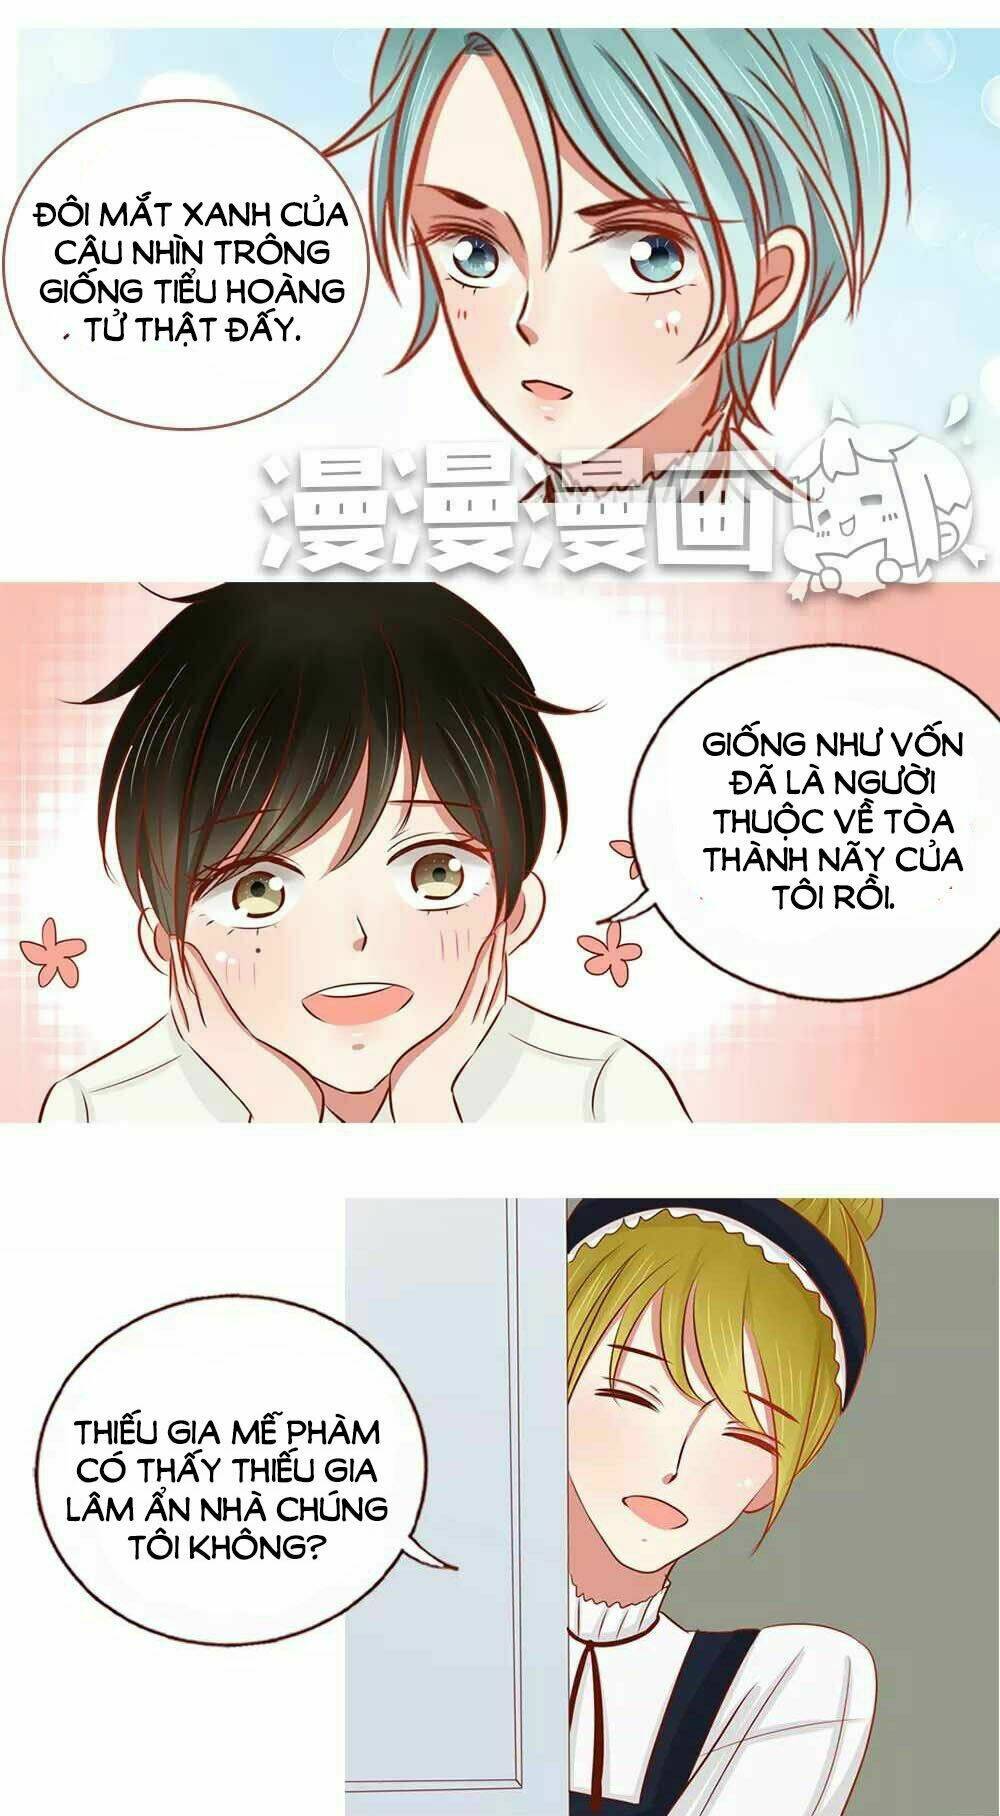 ĐÔI MẮT XANH CỦA
CÂU NHÌN TRÔNG
GIỐNG TIỂU HOÀNG
TỬ THẬT ĐẤY.
漫漫漫画
GIỐNG NHƯ VỐN
ĐÃ LÀ NGƯỜI
THUỘC VỀ TÒA
THÀNH NÃY CỦA
TÔI RỒI.
THIẾU GIA MỄ PHÀM
CÓ THẤY THIẾU GIA
LÂM ẨN NHÀ CHÚNG
TÔI KHÔNG?